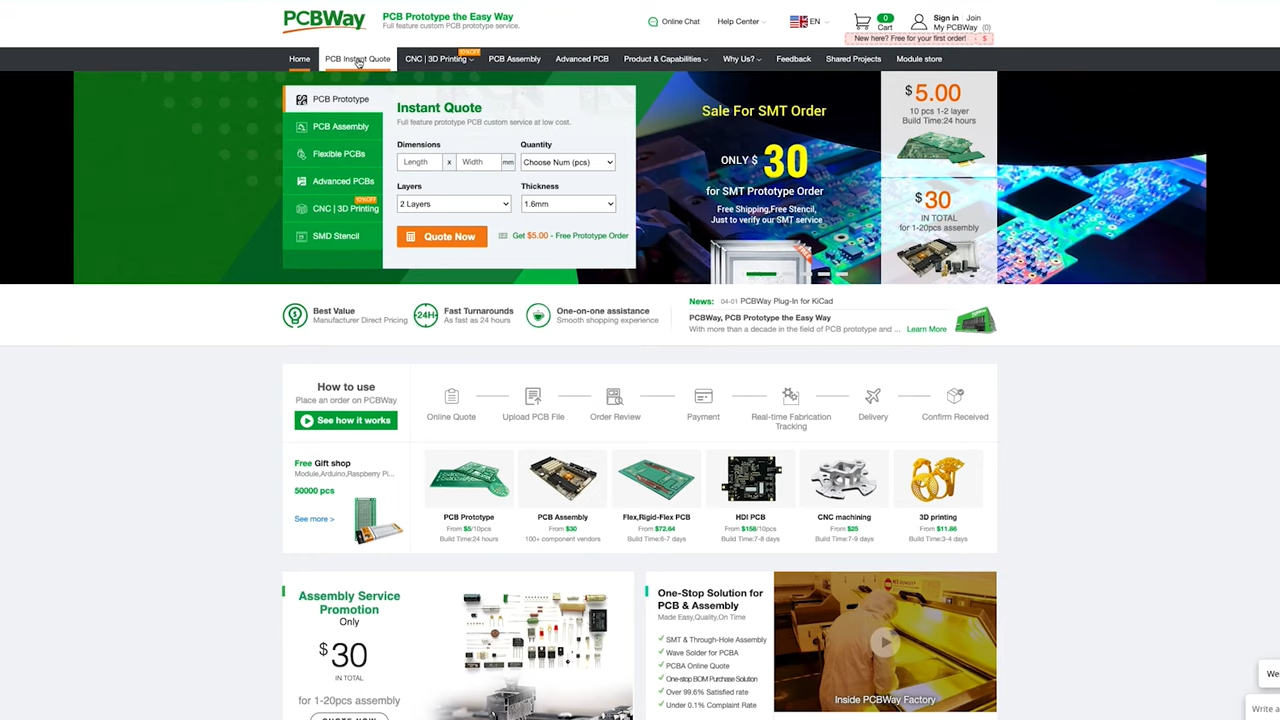 PCBWay
PCB Prototype the Easy Way
Full feature custom PCB prototype service.
Online Chat
Help Center
EN
0
Cart
Sign in
Join
My PCBWay
(0)
New here? Free for your first order!
$
Home
PCB Instant Quote
CNC | 3D Printing
10%OFF
PCB Assembly
Advanced PCB
Product & Capabilities
Why Us?
Feedback
Shared Projects
Module store
PCB Prototype
PCB Assembly
Flexible PCBs
Advanced PCBs
10%OFF
CNC | 3D Printing
SMD Stencil
Instant Quote
Full feature prototype PCB custom service at low cost.
Dimensions
Quantity
Length
x
Width
mm
Choose Num (pcs)
Layers
Thickness
2 Layers
1.6mm
Quote Now
Get $5.00 - Free Prototype Order
Sale For SMT Order
ONLY $ 30
for SMT Prototype Order
Free Shipping,Free Stencil,
Just to verify our SMT service
FREE
$5.00
10 pcs 1-2 layer
Build Time:24 hours
$30
IN TOTAL
for 1-20pcs assembly
Best Value
Manufacturer Direct Pricing
24H
Fast Turnarounds
As fast as 24 hours
One-on-one assistance
Smooth shopping experience
News:
04-01 PCBWay Plug-In for KiCad
PCBWay, PCB Prototype the Easy Way
With more than a decade in the field of PCB prototype and ...
Learn More
How to use
Place an order on PCBWay
See how it works
Online Quote
Upload PCB File
Order Review
Payment
Real-time Fabrication
Tracking
Delivery
Confirm Received
Free Gift shop
Module,Arduino,Raspberry Pi...
50000 pcs
See more >
PCB Prototype
From $5/10pcs
Build Time:24 hours
PCB Assembly
From $30
100+ component vendors
Flex,Rigid-Flex PCB
From $72.64
Build Time:6-7 days
HDI PCB
From $158/10pcs
Build Time:7-8 days
CNC machining
From $25
Build Time:7-9 days
3D printing
From $11.86
Build Time:3-4 days
Assembly Service
Promotion
Only
$30
IN TOTAL
for 1-20pcs assembly
QUOTE NOW
One-Stop Solution for
PCB & Assembly
Made Easy,Quality,On Time
SMT & Through-Hole Assembly
Wave Solder for PCBA
PCBA Online Quote
One-stop BOM Purchase Solution
Over 99.6% Satisfied rate
Under 0.1% Complaint Rate
Inside PCBWay Factory
We
Write a